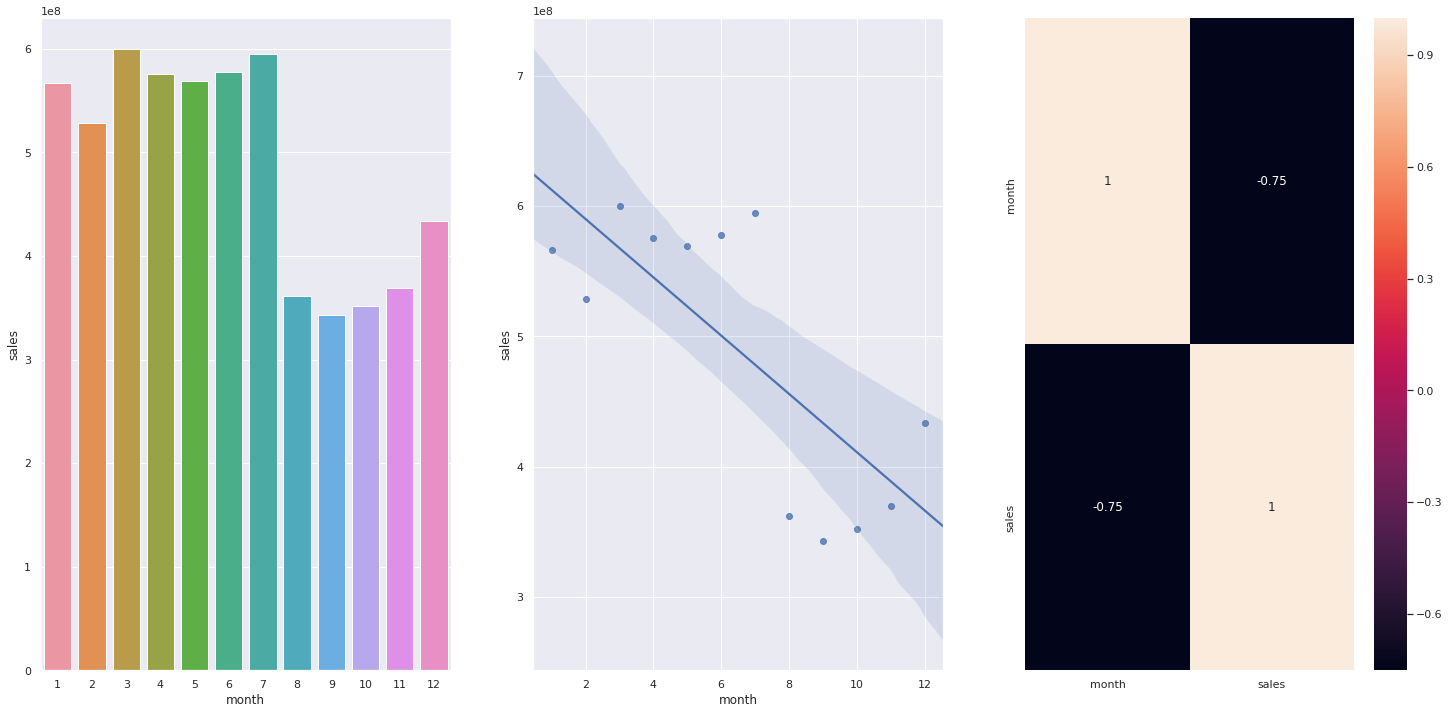 1e8
6
5
4
3
2
1
0
sales
1 2 3 4 5 6 7 8 9 10 11 12
month
1e8
7
6
5
4
3
sales
2 4 6 8 10 12
month
month
sales
1 -0.75
-0.75 1
month sales
0.9
0.6
0.3
0.0
−0.3
−0.6